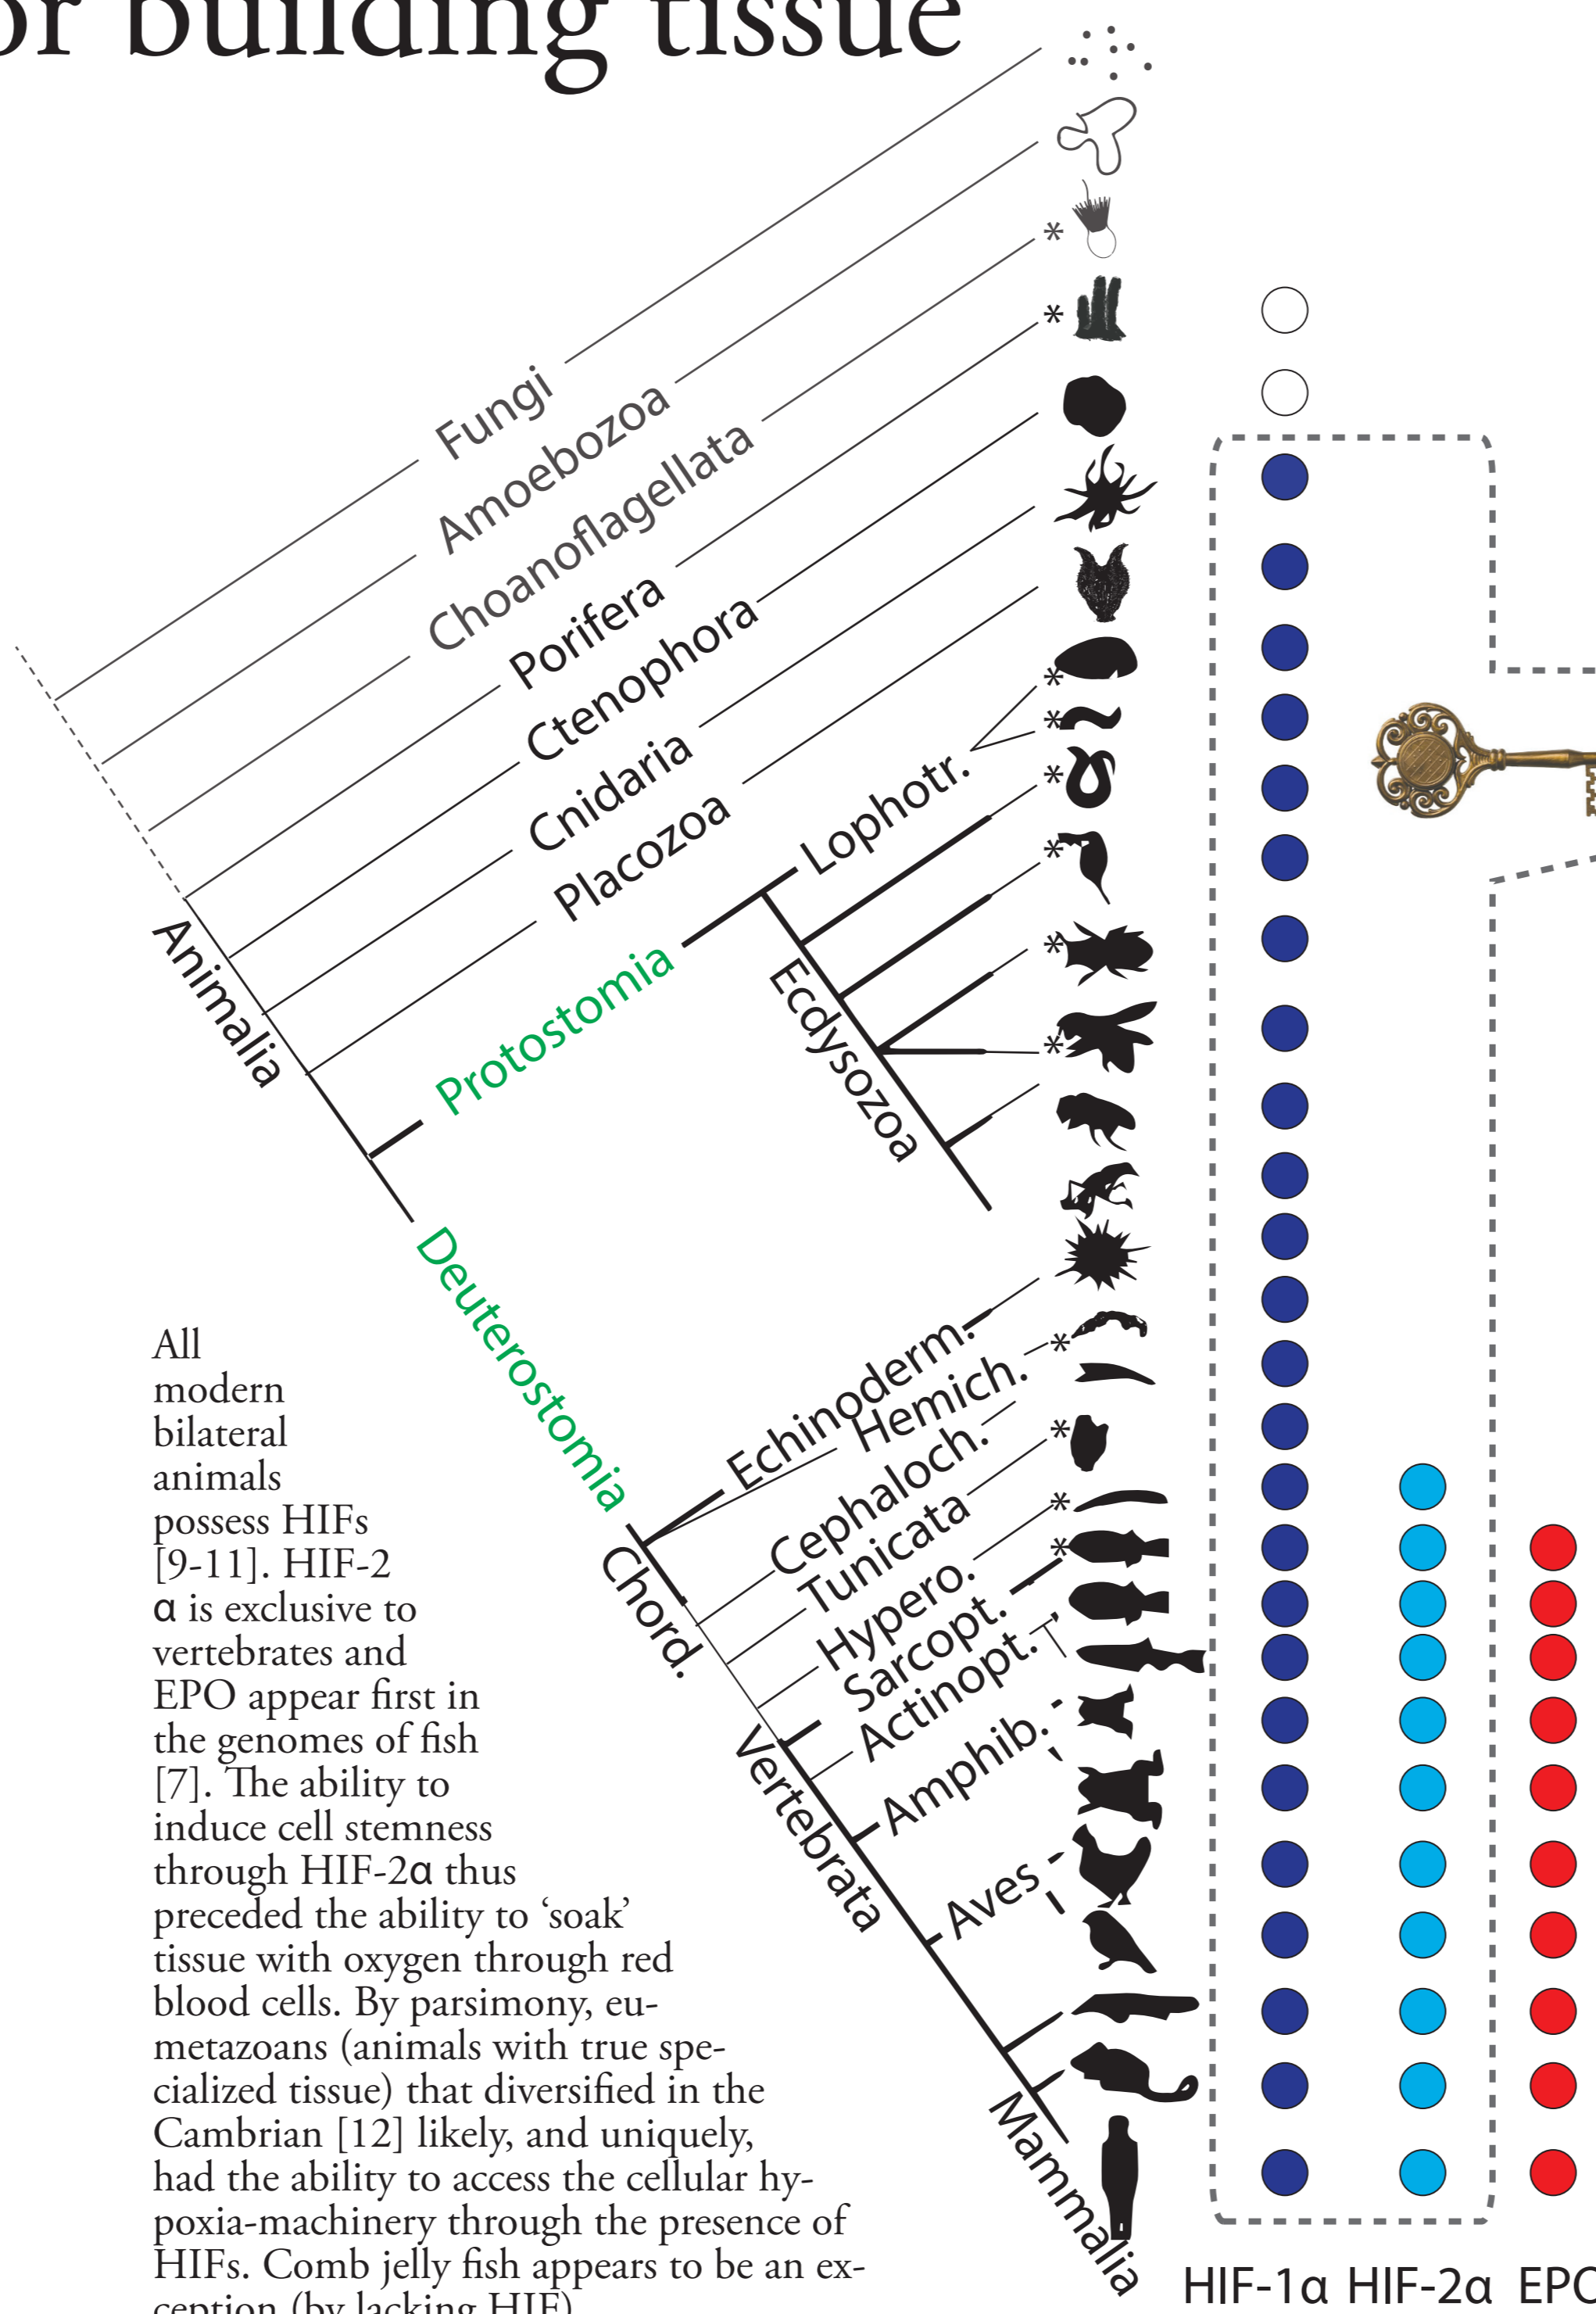 or building tissue
Fungi
Amoebozoa
Choanoflagellata
*
Porifera
*
Ctenophora
Cnidaria
Placozoa
Lophotr.
*
*
*
*
*
*
Animalia
Protostomia
Ecdysozoa
Deuterostomia
Echinoderm.
Hemich.
*
Cephaloch.
Tunicata
*
Hypero.
*
Sarcopt.
*
Actinopt.
Chord.
Amphib.
Vertebrata
Aves
Mammalia
All
modern
bilateral
animals
possess HIFs
[9-11]. HIF-2
α is exclusive to
vertebrates and
EPO appear first in
the genomes of fish
[7]. The ability to
induce cell stemness
through HIF-2α thus
preceded the ability to ‘soak’
tissue with oxygen through red
blood cells. By parsimony, eu-
metazoans (animals with true spe-
cialized tissue) that diversified in the
Cambrian [12] likely, and uniquely,
had the ability to access the cellular hy-
poxia-machinery through the presence of
HIFs. Comb jelly fish appears to be an ex-
ception (by lacking HIF)
HIF-1α HIF-2α EPO